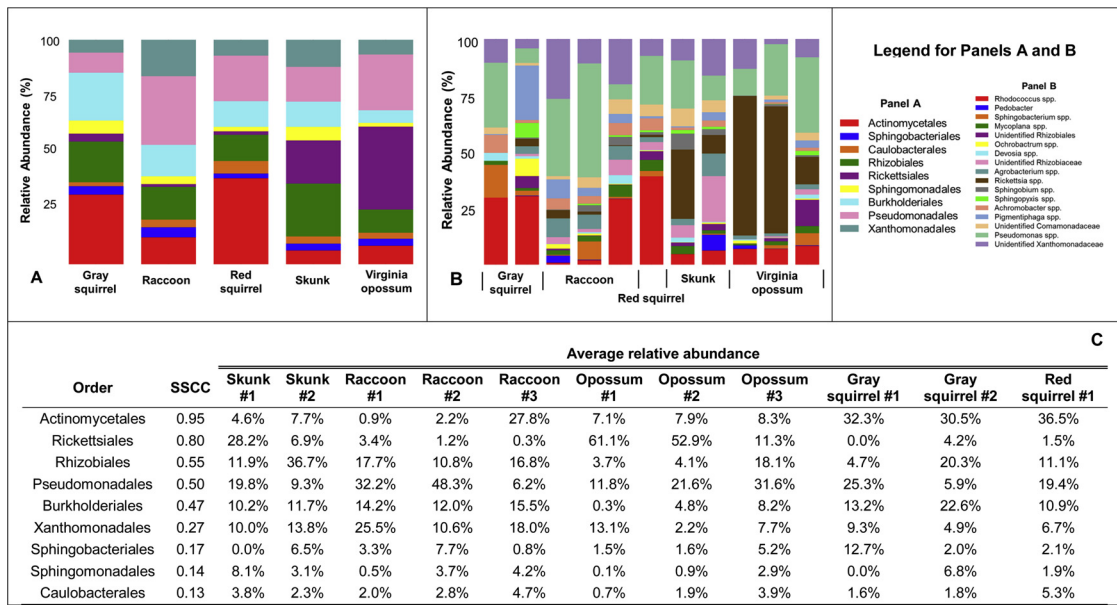 Relative Abundance (%)
100
75
50
25
A
Gray squirrel
Raccoon
Red squirrel
Skunk
Virginia opossum
Relative Abundance (%)
100
75
50
25
B
Gray squirrel
Raccoon
Red squirrel
Skunk
Virginia opossum
Legend for Panels A and B
Panel A
Actinomycetales
Sphingobacteriales
Caulobacterales
Rhizobiales
Rickettsiales
Sphingomonadales
Burkholderiales
Pseudomonadales
Xanthomonadales
Panel B
Rhodococcus spp.
Pedobacter
Sphingobacterium spp.
Mycoplana spp.
Unidentified Rhizobiales
Ochrobactrum spp.
Devosia spp.
Unidentified Rhizobiaceae
Agrobacterium spp.
Rickettsia spp.
Sphingobium spp.
Sphingopyxis spp.
Achromobacter spp.
Pigmentiphaga spp.
Unidentified Comamonadaceae
Pseudomonas spp.
Unidentified Xanthomonadaceae
C
Average relative abundance
Order SSCC Skunk #1 Skunk #2 Raccoon #1 Raccoon #2 Raccoon #3 Opossum #1 Opossum #2 Opossum #3 Gray squirrel #1 Gray squirrel #2 Red squirrel #1
Actinomycetales 0.95 4.6% 7.7% 0.9% 2.2% 27.8% 7.1% 7.9% 8.3% 32.3% 30.5% 36.5%
Rickettsiales 0.80 28.2% 6.9% 3.4% 1.2% 0.3% 61.1% 52.9% 11.3% 0.0% 4.2% 1.5%
Rhizobiales 0.55 11.9% 36.7% 17.7% 10.8% 16.8% 3.7% 4.1% 18.1% 4.7% 20.3% 11.1%
Pseudomonadales 0.50 19.8% 9.3% 32.2% 48.3% 6.2% 11.8% 21.6% 31.6% 25.3% 5.9% 19.4%
Burkholderiales 0.47 10.2% 11.7% 14.2% 12.0% 15.5% 0.3% 4.8% 8.2% 13.2% 22.6% 10.9%
Xanthomonadales 0.27 10.0% 13.8% 25.5% 10.6% 18.0% 13.1% 2.2% 7.7% 9.3% 4.9% 6.7%
Sphingobacteriales 0.17 0.0% 6.5% 3.3% 7.7% 0.8% 1.5% 1.6% 5.2% 12.7% 2.0% 2.1%
Sphingomonadales 0.14 8.1% 3.1% 0.5% 3.7% 4.2% 0.1% 0.9% 2.9% 0.0% 6.8% 1.9%
Caulobacterales 0.13 3.8% 2.3% 2.0% 2.8% 4.7% 0.7% 1.9% 3.9% 1.6% 1.8% 5.3%